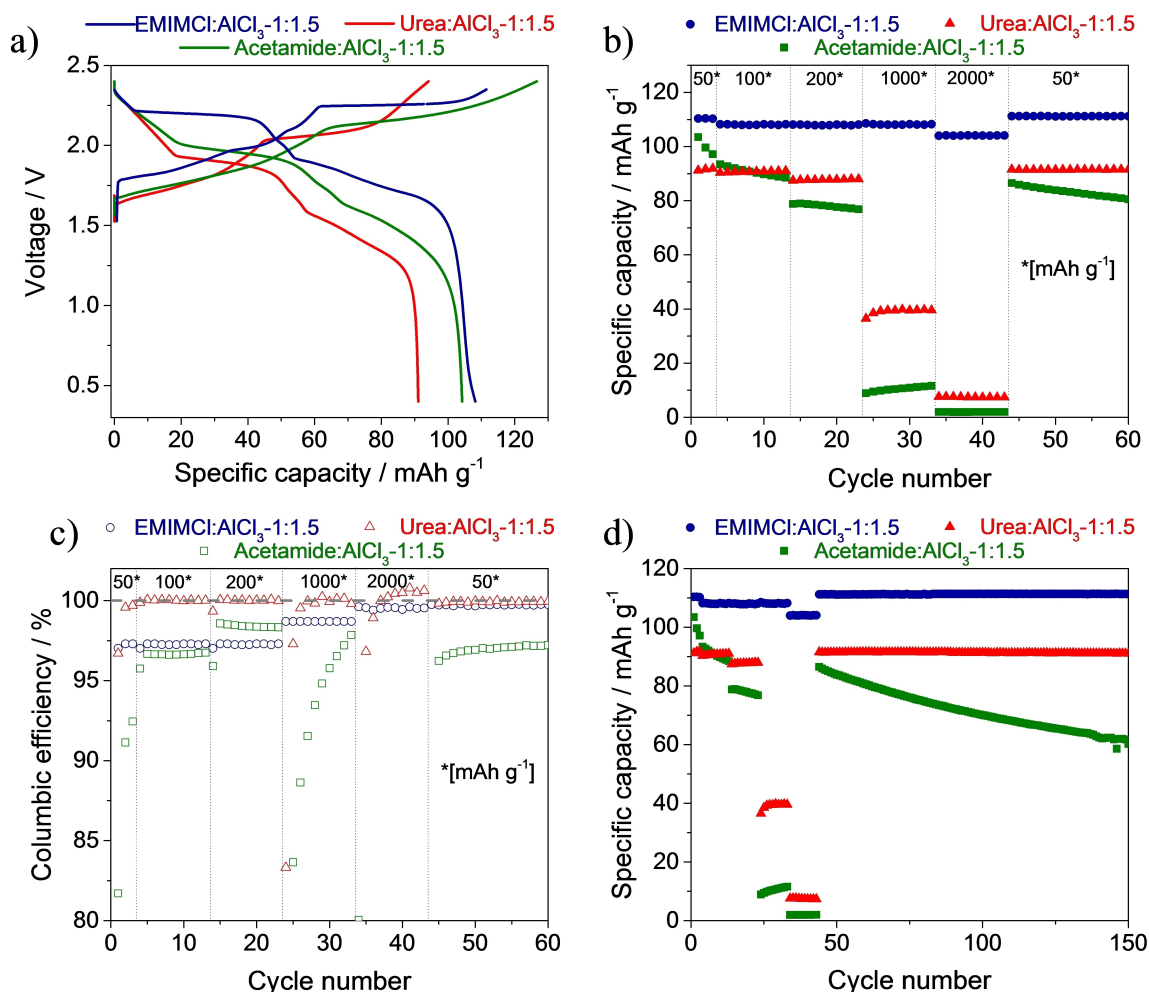 a)
EMIMCl:AlCl3-1:1.5 Urea:AlCl3-1:1.5
Acetamide:AlCl3-1:1.5
2.5
2.0
1.5
1.0
0.5
Voltage / V
0 20 40 60 80 100 120
Specific capacity / mAh g-1
b)
EMIMCl:AlCl3-1:1.5 Urea:AlCl3-1:1.5
Acetamide:AlCl3-1:1.5
50* 100* 200* 1000* 2000* 50*
120
100
80
60
40
20
0
*[mAh g-1]
Specific capacity / mAh g-1
0 10 20 30 40 50 60
Cycle number
c)
EMIMCl:AlCl3-1:1.5 Urea:AlCl3-1:1.5
Acetamide:AlCl3-1:1.5
50* 100* 200* 1000* 2000* 50*
100
95
90
85
80
*[mAh g-1]
Columbic efficiency / %
0 10 20 30 40 50 60
Cycle number
d)
EMIMCl:AlCl3-1:1.5 Urea:AlCl3-1:1.5
Acetamide:AlCl3-1:1.5
120
100
80
60
40
20
0
Specific capacity / mAh g-1
0 50 100 150
Cycle number